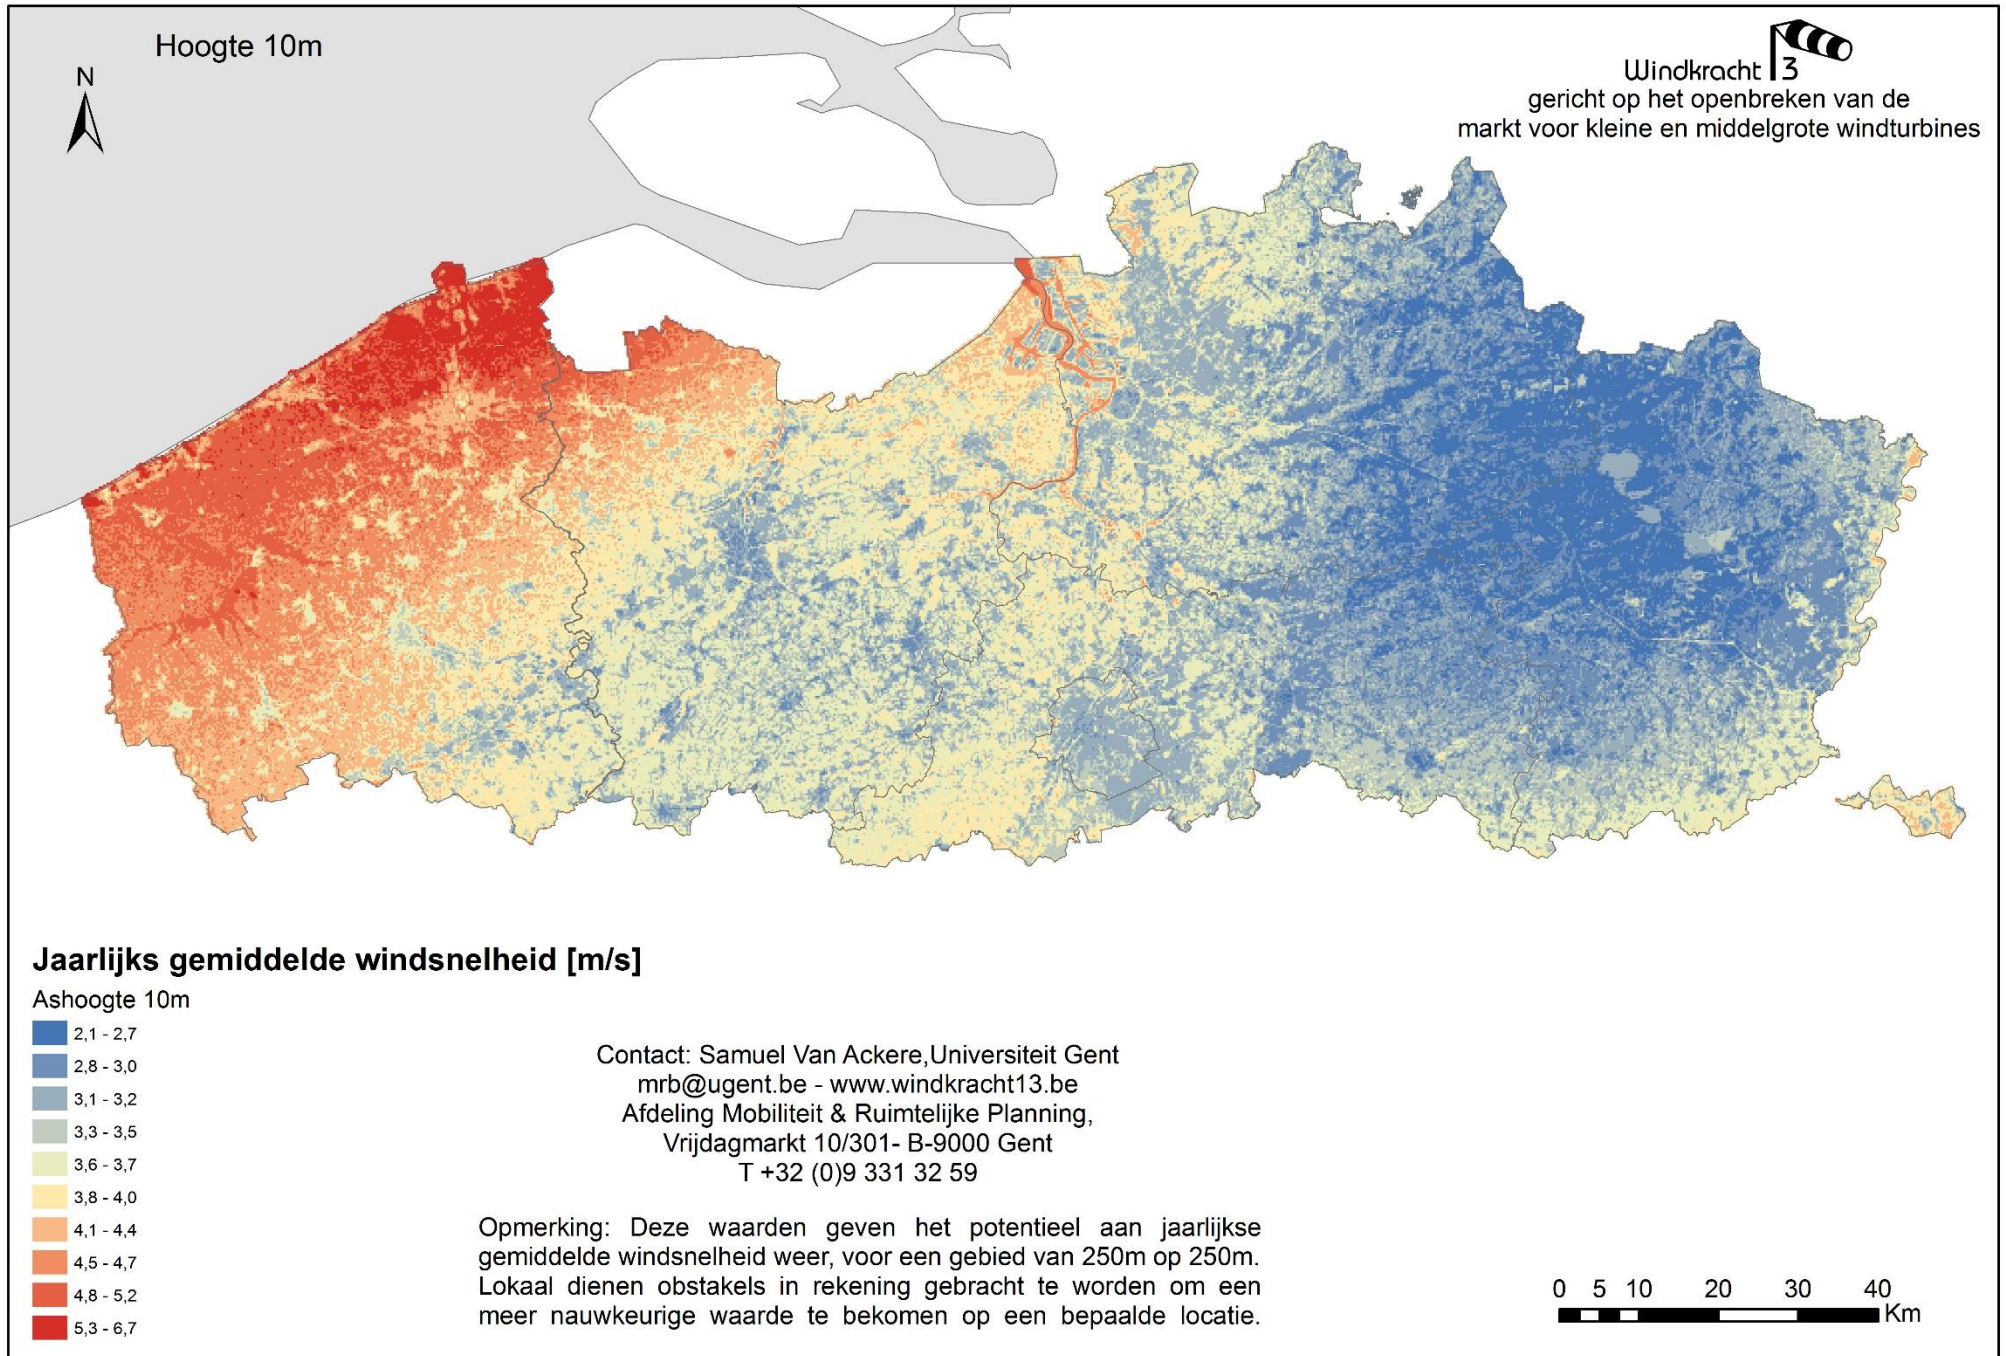 Hoogte 10m
N
Windkracht 13
gericht op het openbreken van de
markt voor kleine en middelgrote windturbines
Jaarlijks gemiddelde windsnelheid [m/s]
Ashoogte 10m
2,1 - 2,7
2,8 - 3,0
3,1 - 3,2
3,3 - 3,5
3,6 - 3,7
3,8 - 4,0
4,1 - 4,4
4,5 - 4,7
4,8 - 5,2
5,3 - 6,7
Contact: Samuel Van Ackere,Universiteit Gent
mrb@ugent.be - www.windkracht13.be
Afdeling Mobiliteit & Ruimtelijke Planning,
Vrijdagmarkt 10/301- B-9000 Gent
T +32 (0)9 331 32 59
Opmerking: Deze waarden geven het potentieel aan jaarlijkse
gemiddelde windsnelheid weer, voor een gebied van 250m op 250m.
Lokaal dienen obstakels in rekening gebracht te worden om een
meer nauwkeurige waarde te bekomen op een bepaalde locatie.
0 5 10 20 30 40
Km